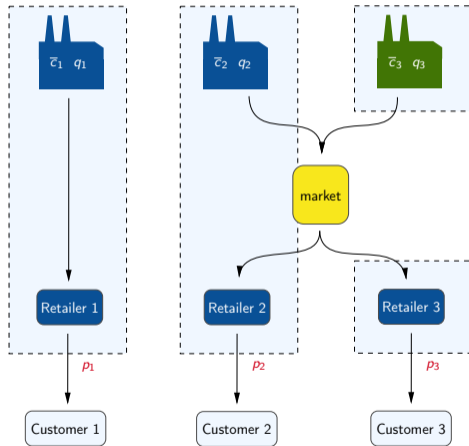 c̅₁ q₁
c̅₂ q₂
c̅₃ q₃
market
Retailer 1
Retailer 2
Retailer 3
p₁
p₂
p₃
Customer 1
Customer 2
Customer 3